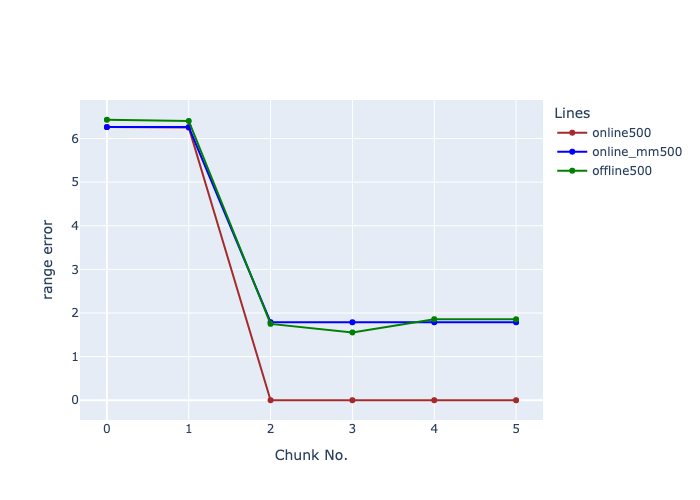 Lines
online500
online_mm500
offline500
range error
6
5
4
3
2
1
0
0 1 2 3 4 5
Chunk No.